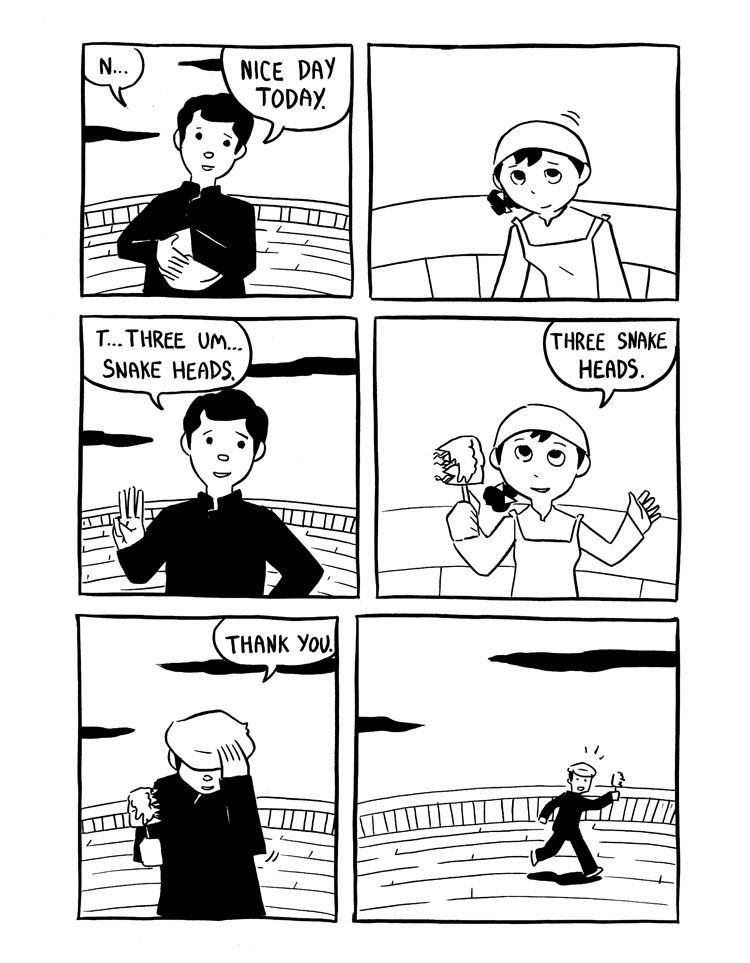 N...
NICE DAY
TODAY.
T...THREE UM...
SNAKE HEADS.
THREE SNAKE
HEADS.
THANK YOU.